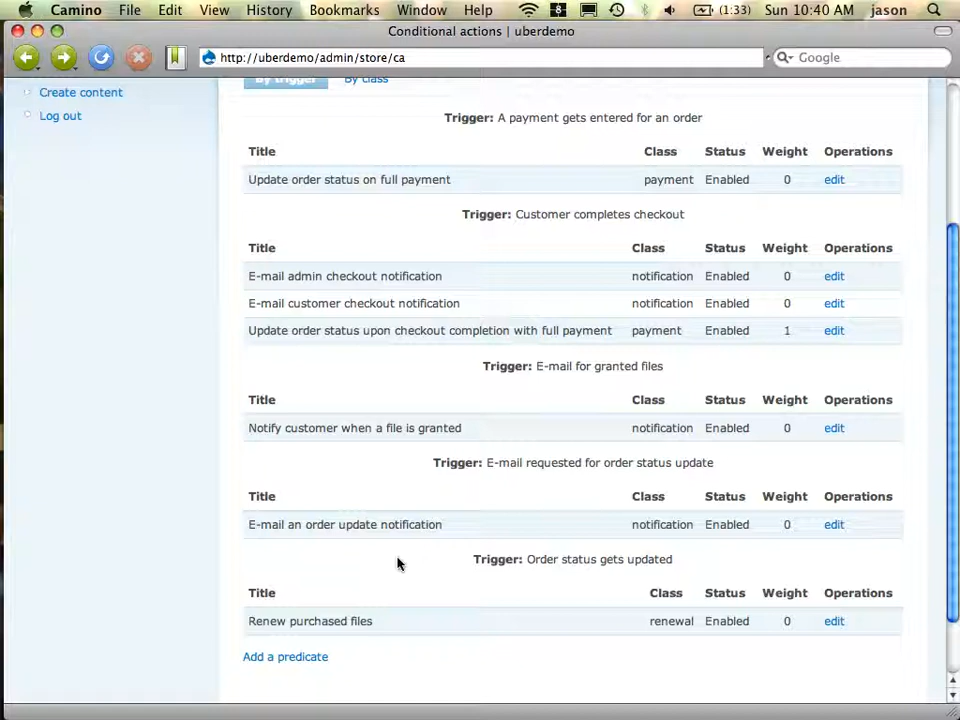 Camino File Edit View History Bookmarks Window Help (1:33) Sun 10:40 AM jason
Conditional actions | uberdemo
http://uberdemo/admin/store/ca Google
By trigger By class
Create content
Log out
Trigger: A payment gets entered for an order
Title Class Status Weight Operations
Update order status on full payment payment Enabled 0 edit
Trigger: Customer completes checkout
Title Class Status Weight Operations
E-mail admin checkout notification notification Enabled 0 edit
E-mail customer checkout notification notification Enabled 0 edit
Update order status upon checkout completion with full payment payment Enabled 1 edit
Trigger: E-mail for granted files
Title Class Status Weight Operations
Notify customer when a file is granted notification Enabled 0 edit
Trigger: E-mail requested for order status update
Title Class Status Weight Operations
E-mail an order update notification notification Enabled 0 edit
Trigger: Order status gets updated
Title Class Status Weight Operations
Renew purchased files renewal Enabled 0 edit
Add a predicate